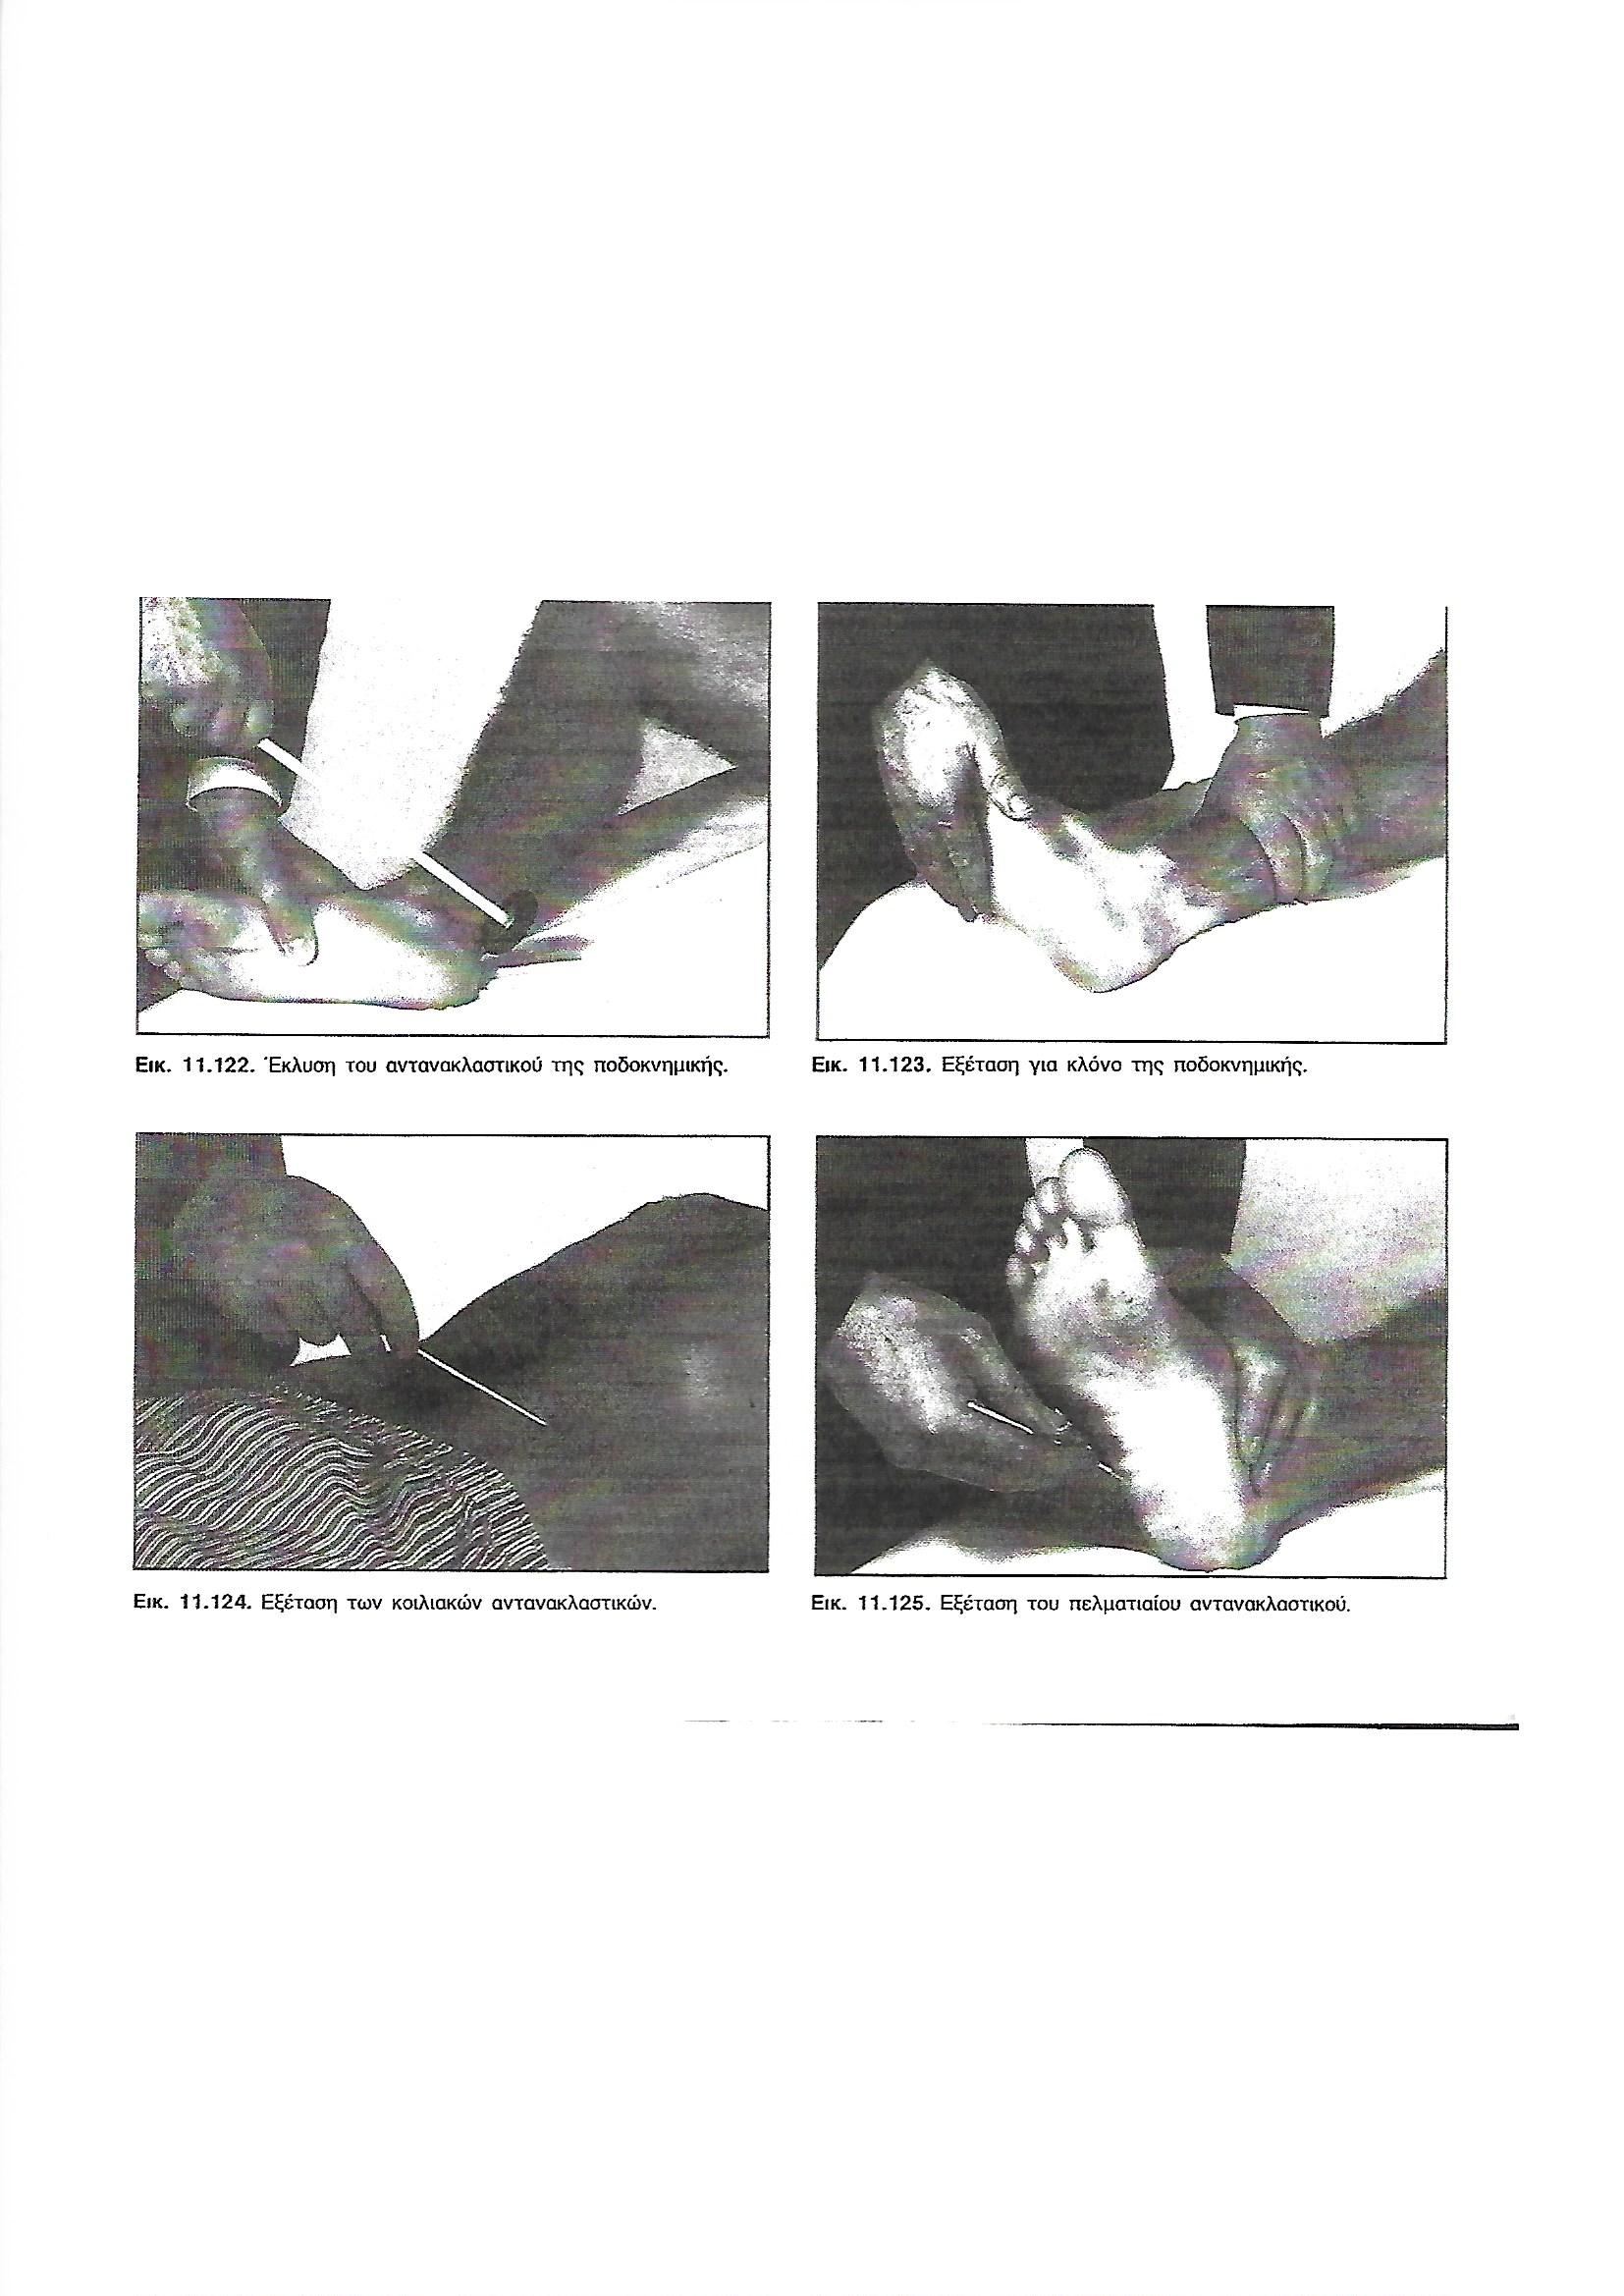 Εικ. 11.122. Έκλυση του αντανακλαστικού της ποδοκνημικής.
Εικ. 11.123. Εξέταση για κλόνο της ποδοκνημικής.
Εικ. 11.124. Εξέταση των κοιλιακών αντανακλαστικών.
Εικ. 11.125. Εξέταση του πελματιαίου αντανακλαστικού.